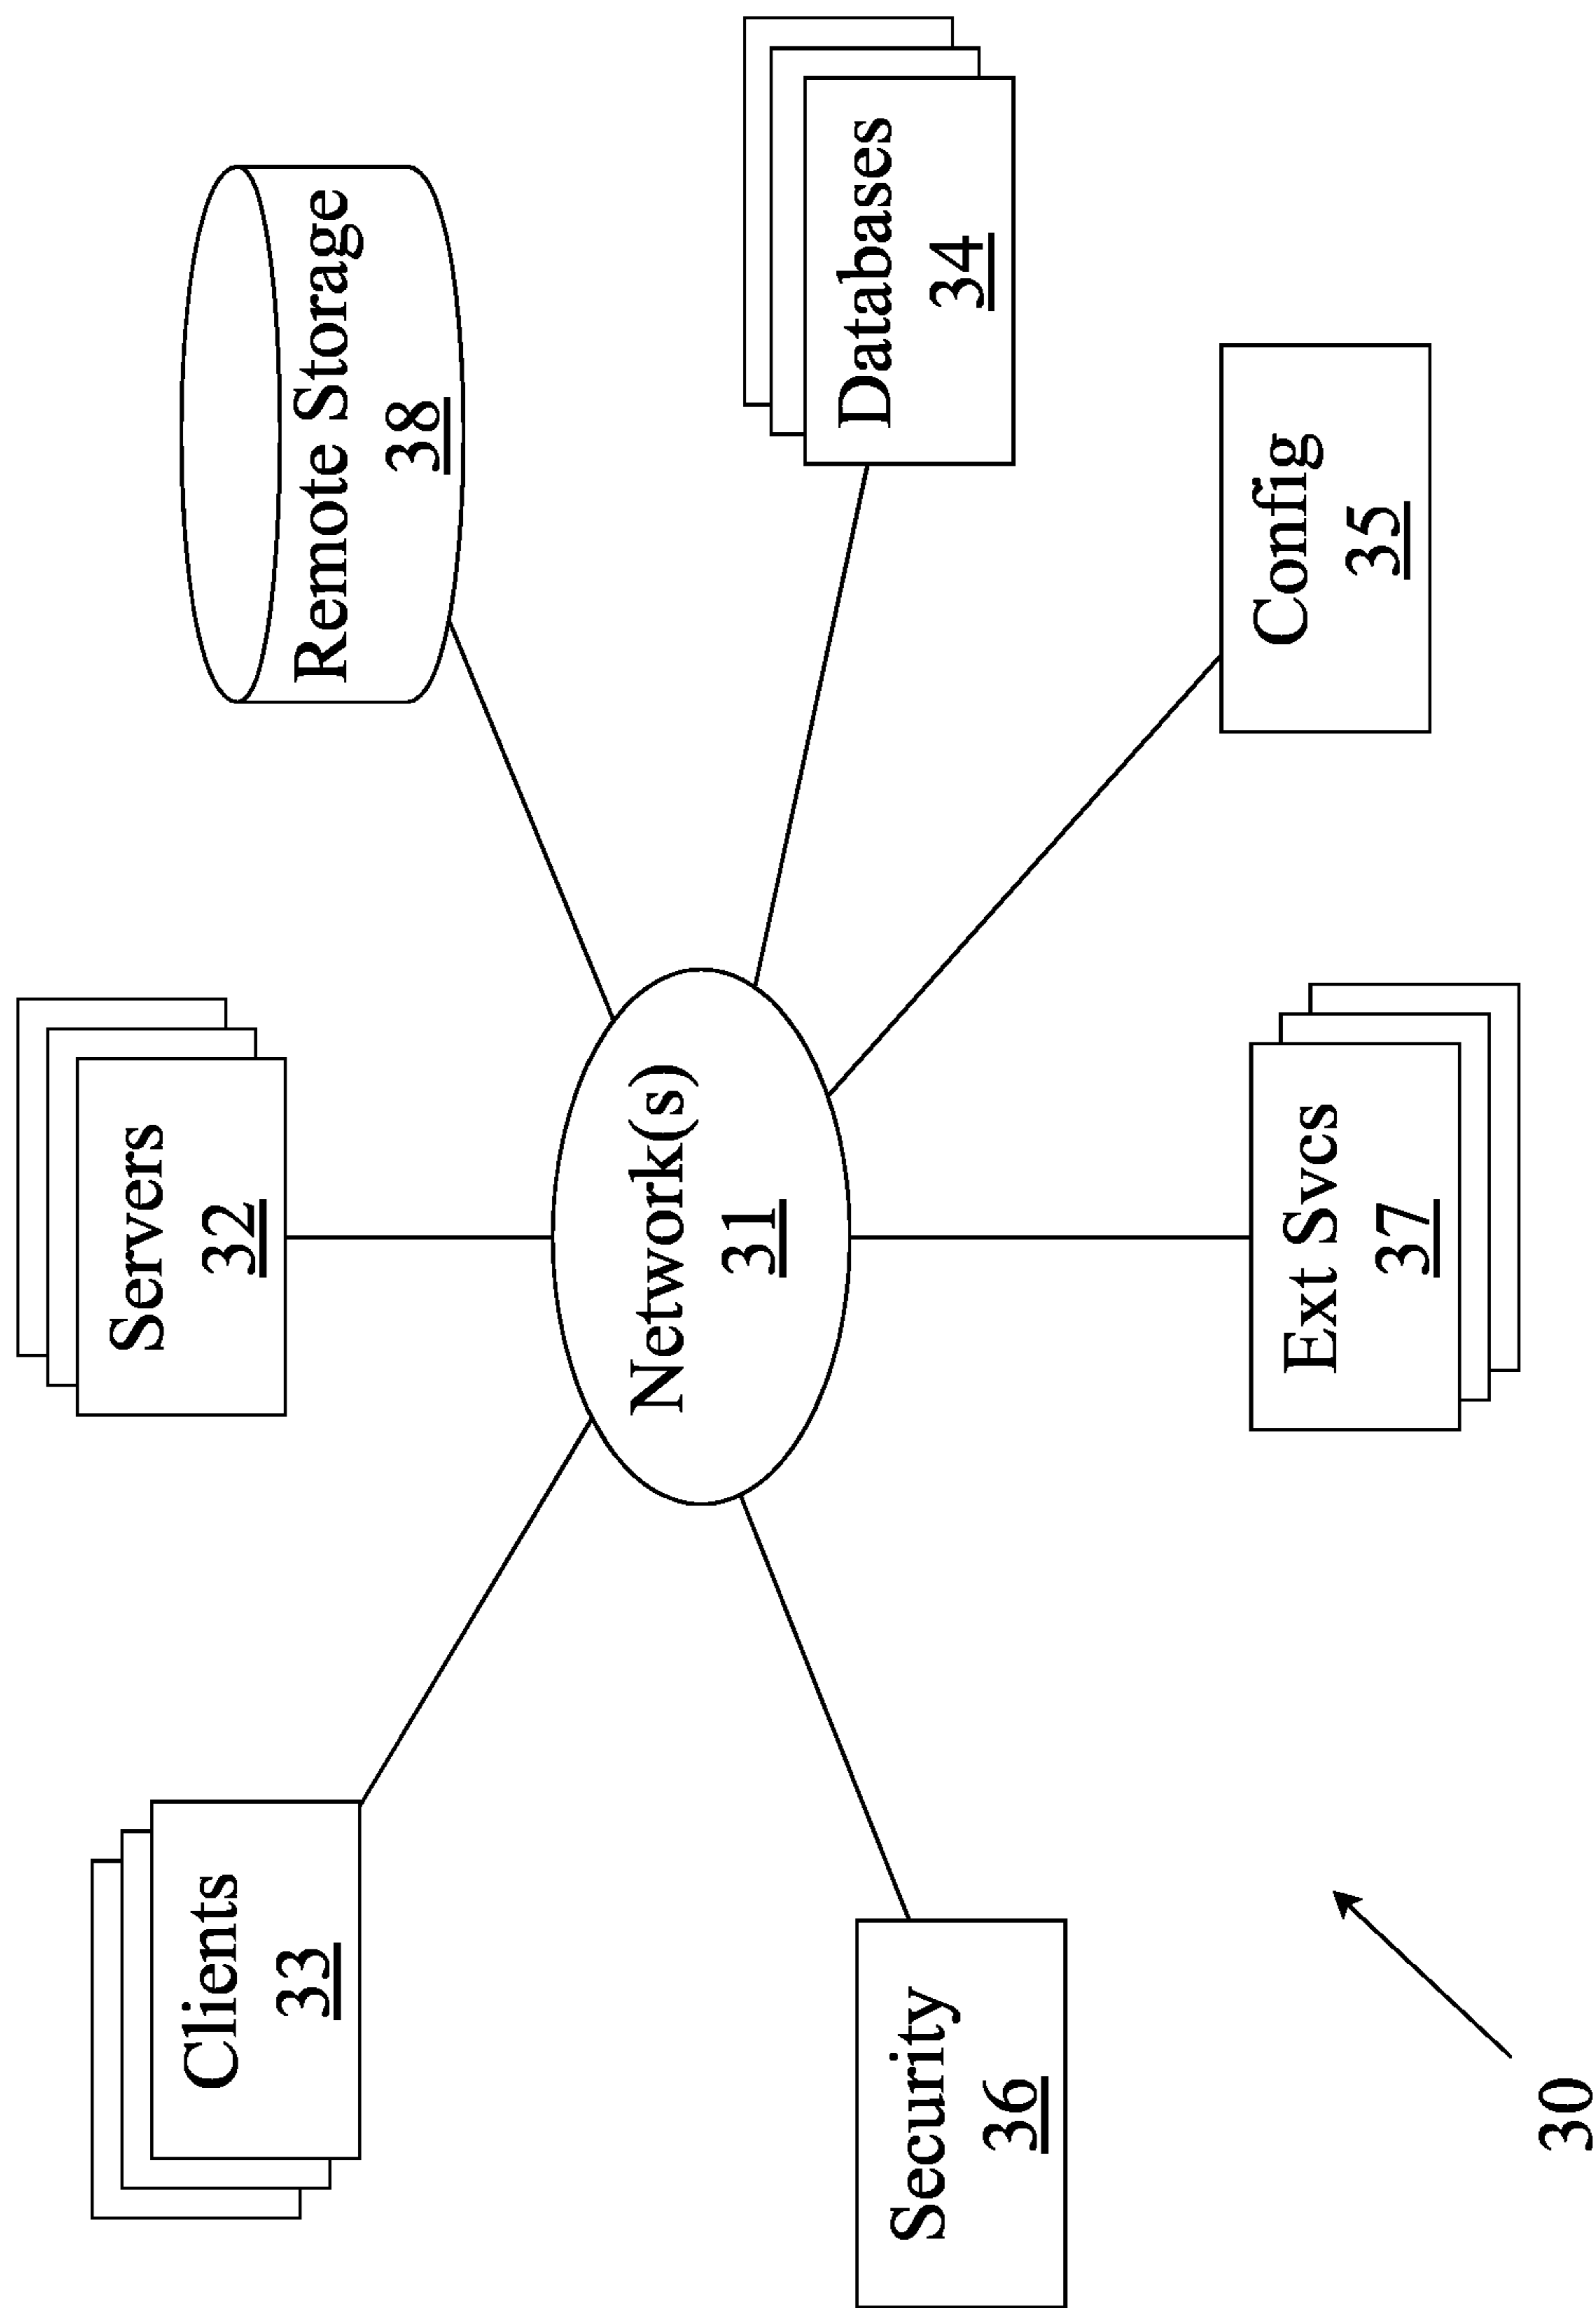 Servers
32
Clients
33
Remote Storage
38
Network(s)
31
Databases
34
Security
36
Ext Svcs
37
Config
35
30